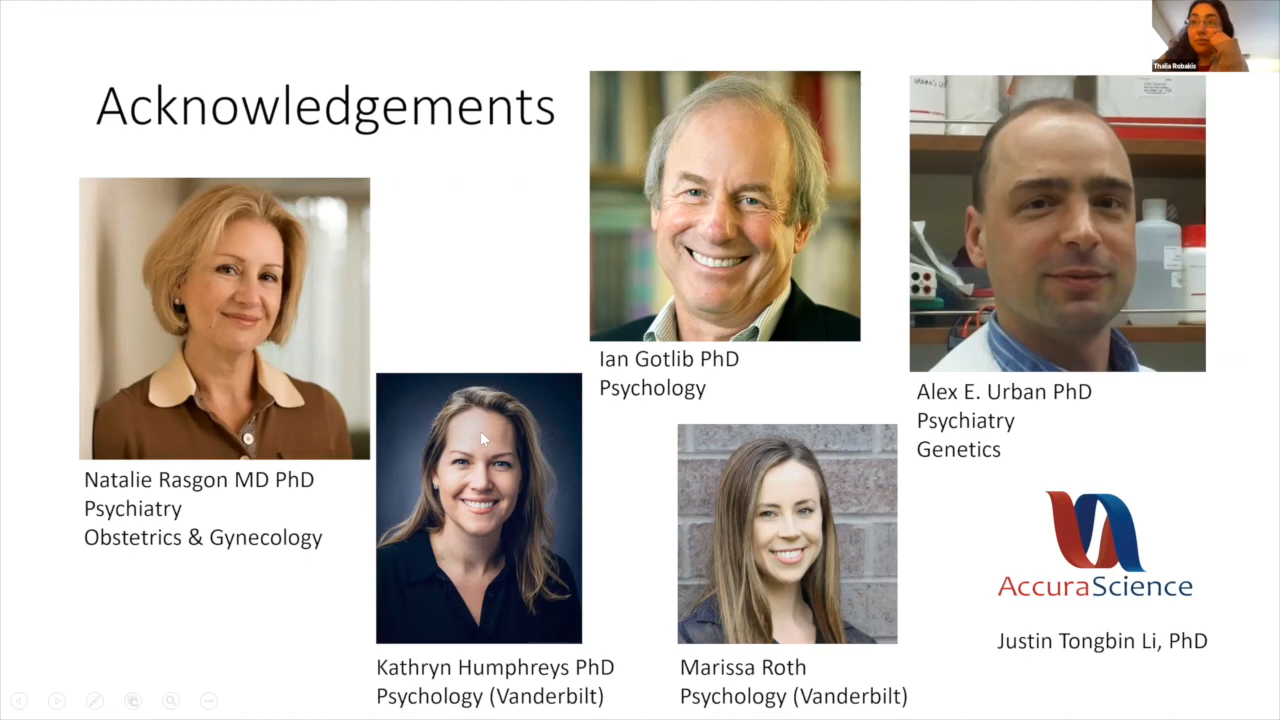 Thalia Robakis
Acknowledgements
Natalie Rasgon MD PhD
Psychiatry
Obstetrics & Gynecology
Kathryn Humphreys PhD
Psychology (Vanderbilt)
Ian Gotlib PhD
Psychology
Marissa Roth
Psychology (Vanderbilt)
Alex E. Urban PhD
Psychiatry
Genetics
AccuraScience
Justin Tongbin Li, PhD